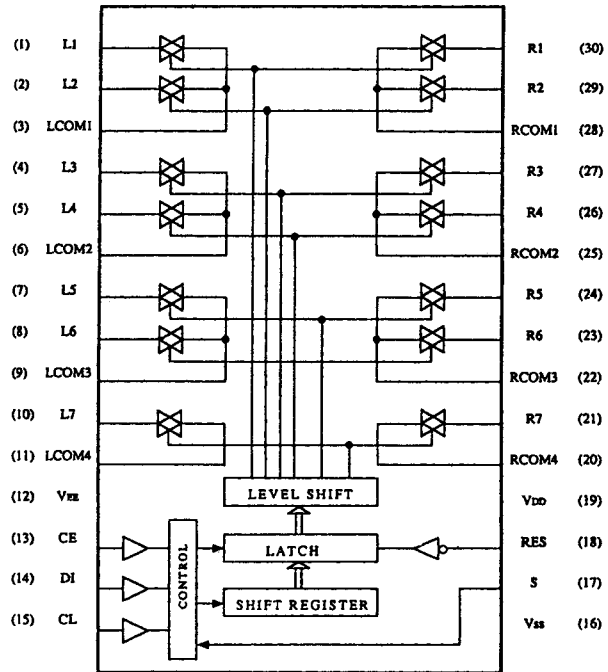 (1) L1 R1 (30)
(2) L2 R2 (29)
(3) LCOM1 RCOM1 (28)
(4) L3 R3 (27)
(5) L4 R4 (26)
(6) LCOM2 RCOM2 (25)
(7) L5 R5 (24)
(8) L6 R6 (23)
(9) LCOM3 RCOM3 (22)
(10) L7 R7 (21)
(11) LCOM4 RCOM4 (20)
(12) VEE LEVEL SHIFT VDD (19)
(13) CE CONTROL LATCH RES (18)
(14) DI SHIFT REGISTER S (17)
(15) CL Vss (16)